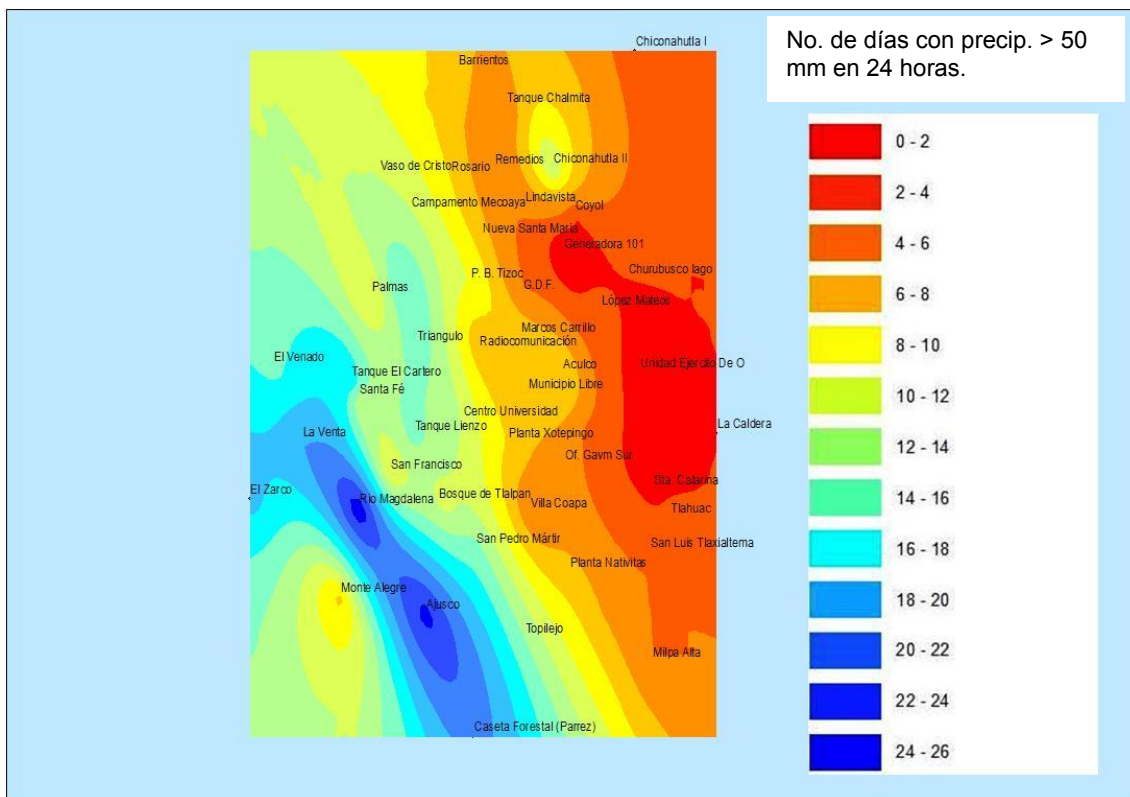 No. de días con precip. > 50
mm en 24 horas.
Chiconahutla I
Barrientos
Tanque Chalmita
Vaso de Cristo
Rosario
Remedios
Chiconahutla II
Campamento Mecoaya
Lindavista
Coyol
Nueva Santa María
Generadora 101
P. B. Tizoc
G.D.F.
Churubusco lago
Palmas
López Mateos
Triangulo
Marcos Carrillo
Radiocomunicación
El Venado
Tanque El Cartero
Aculco
Unidad Ejercito De O
Santa Fé
Municipio Libre
Centro Universidad
La Venta
Tanque Lienzo
Planta Xotepingo
La Caldera
San Francisco
Of. Gavm Sur
El Zarco
Rio Magdalena
Bosque de Tlalpan
Villa Coapa
Sta. Catarina
Tlahuac
San Pedro Mártir
San Luis Tlaxialtema
Planta Nativitas
Monte Alegre
Ajusco
Topilejo
Milpa Alta
Caseta Forestal (Parrez)
0 - 2
2 - 4
4 - 6
6 - 8
8 - 10
10 - 12
12 - 14
14 - 16
16 - 18
18 - 20
20 - 22
22 - 24
24 - 26